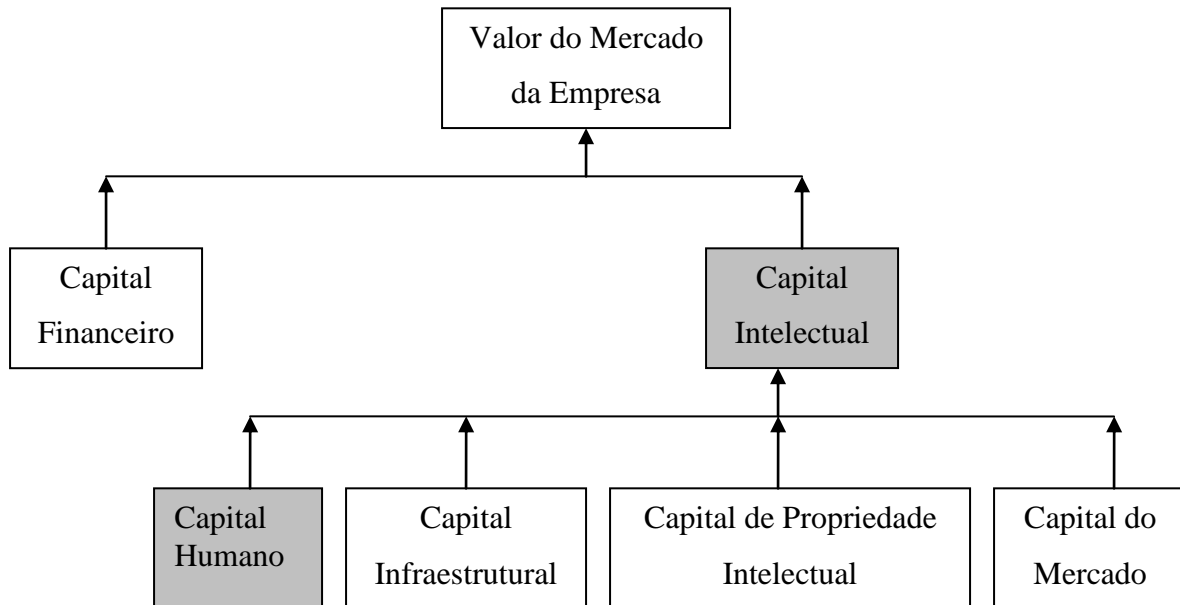 Valor do Mercado
da Empresa
Capital
Financeiro
Capital
Intelectual
Capital
Humano
Capital
Infraestrutural
Capital de Propriedade
Intelectual
Capital do
Mercado